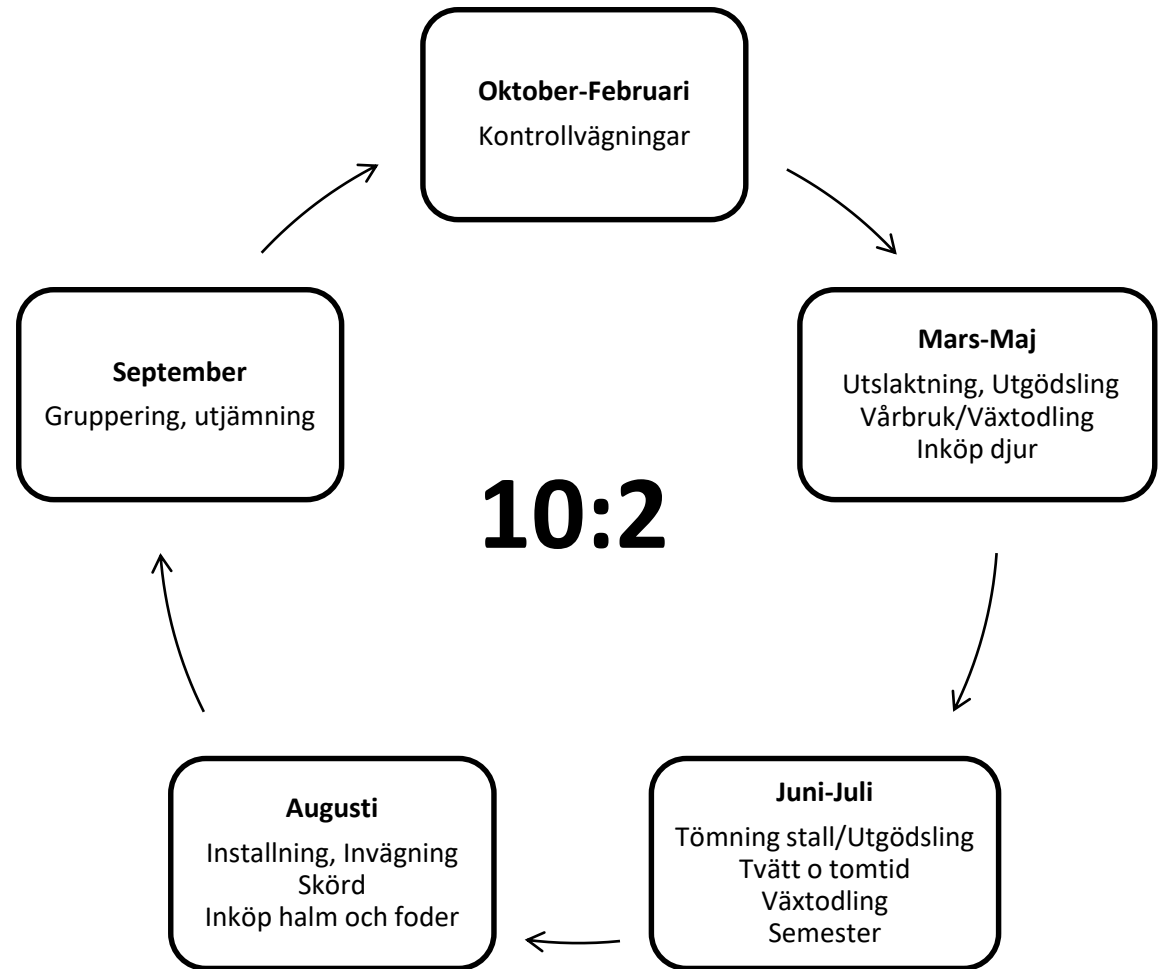 Oktober-Februari
Kontrollvägningar
Mars-Maj
Utslaktning, Utgödsling
Vårbruk/Växtodling
Inköp djur
September
Gruppering, utjämning
10:2
Juni-Juli
Tömning stall/Utgödsling
Tvätt o tomtid
Växtodling
Semester
Augusti
Installning, Invägning
Skörd
Inköp halm och foder